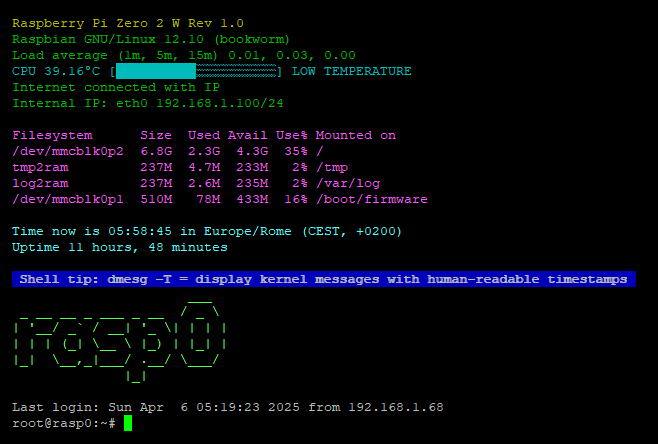 Raspberry Pi Zero 2 W Rev 1.0
Raspbian GNU/Linux 12.10 (bookworm)
Load average (1m, 5m, 15m) 0.01, 0.03, 0.00
CPU 39.16°C [██████████▒▒▒▒▒▒▒▒▒▒] LOW TEMPERATURE
Internet connected with IP
Internal IP: eth0 192.168.1.100/24
Filesystem      Size  Used Avail Use% Mounted on
/dev/mmcblk0p2  6.8G  2.3G  4.3G  35% /
tmp2ram         237M  4.7M  233M   2% /tmp
log2ram         237M  2.6M  235M   2% /var/log
/dev/mmcblk0p1  510M   78M  433M  16% /boot/firmware
Time now is 05:58:45 in Europe/Rome (CEST, +0200)
Uptime 11 hours, 48 minutes
Shell tip: dmesg -T = display kernel messages with human-readable timestamps
rasp0
Last login: Sun Apr  6 05:19:23 2025 from 192.168.1.68
root@rasp0:~#